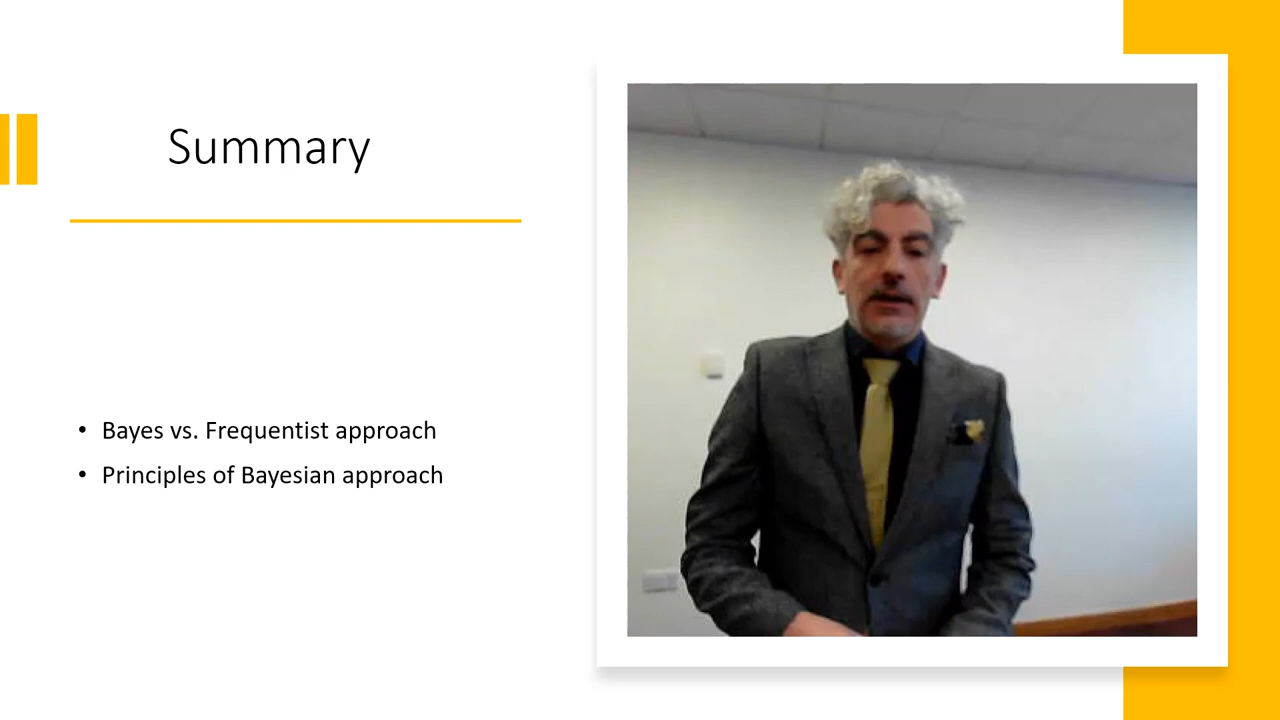 Summary
• Bayes vs. Frequentist approach
• Principles of Bayesian approach